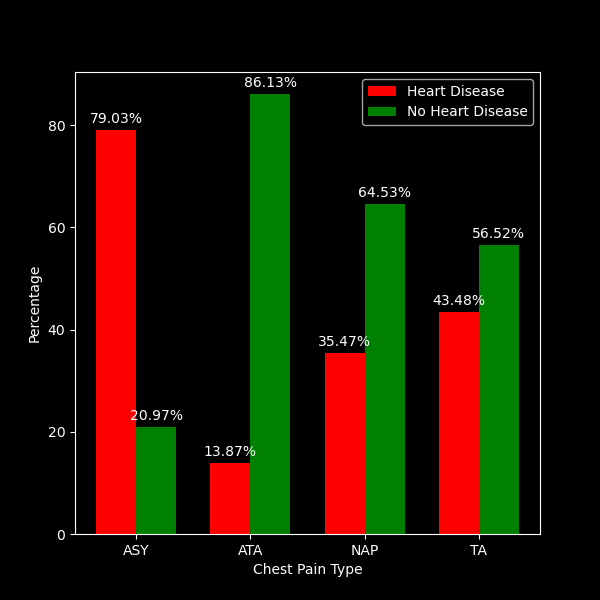 86.13%
Heart Disease
No Heart Disease
79.03%
64.53%
56.52%
43.48%
35.47%
20.97%
13.87%
80
60
40
20
0
Percentage
ASY ATA NAP TA
Chest Pain Type